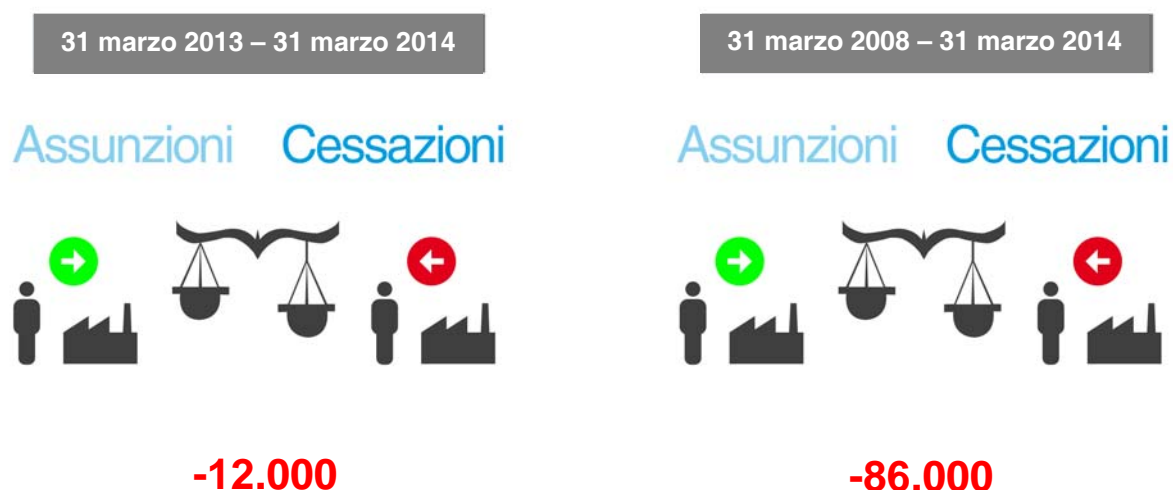 31 marzo 2013 – 31 marzo 2014
Assunzioni Cessazioni
-12.000
31 marzo 2008 – 31 marzo 2014
Assunzioni Cessazioni
-86.000